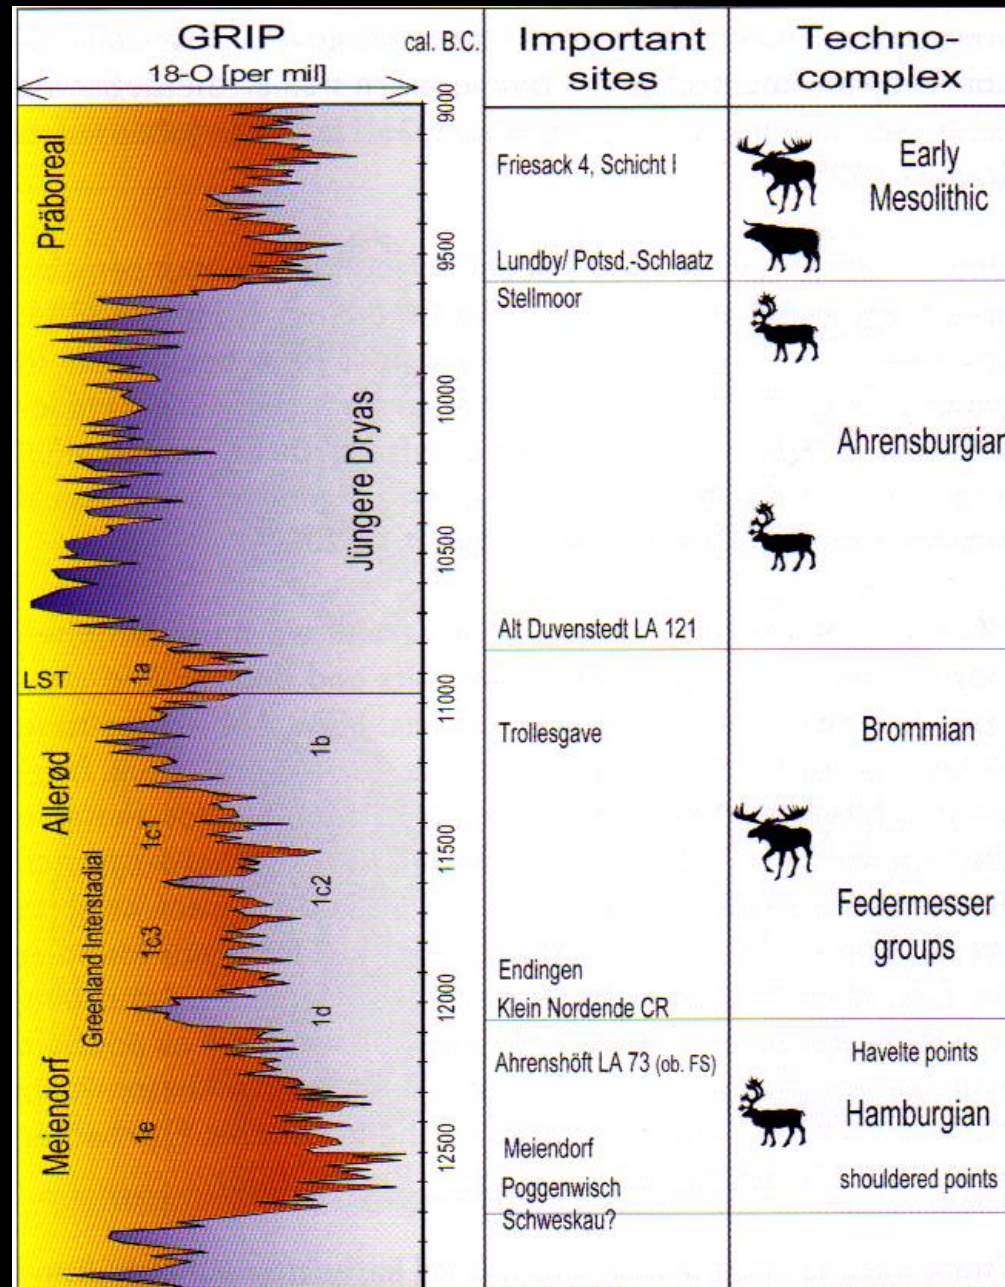 GRIP
18-O [per mil]
cal. B.C.
Important
sites
Techno-
complex
Präboreal
Jüngere Dryas
LST
Allerød
Greenland Interstadial
Meiendorf
1a
1b
1c1
1c2
1c3
1d
1e
9000
9500
10000
10500
11000
11500
12000
12500
Friesack 4, Schicht I
Lundby/ Potsd.-Schlaatz
Stellmoor
Alt Duvenstedt LA 121
Trollesgave
Endingen
Klein Nordende CR
Ahrenshöft LA 73 (ob. FS)
Meiendorf
Poggenwisch
Schweskau?
Early
Mesolithic
Ahrensburgian
Brommian
Federmesser
groups
Havelte points
Hamburgian
shouldered points